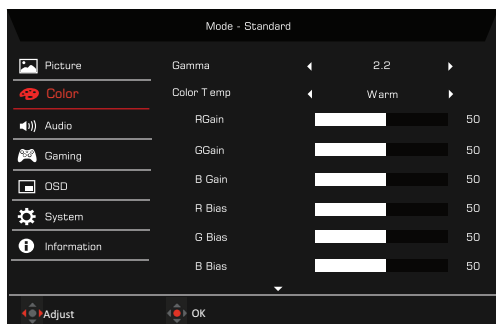 Mode - Standard
Picture
Gamma 2.2
Color
Color T emp Warm
RGain 50
Audio
GGain 50
Gaming
B Gain 50
OSD
R Bias 50
System
G Bias 50
Information
B Bias 50
Adjust OK